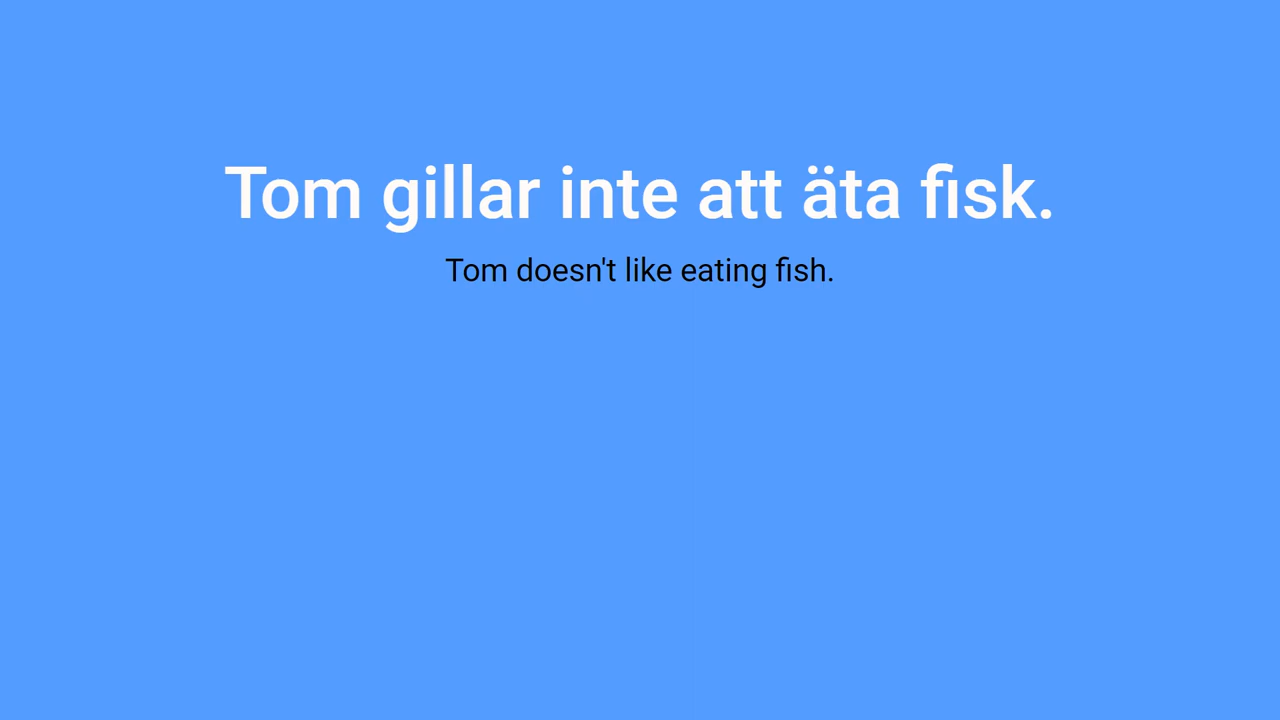 Tom gillar inte att äta fisk.
Tom doesn't like eating fish.